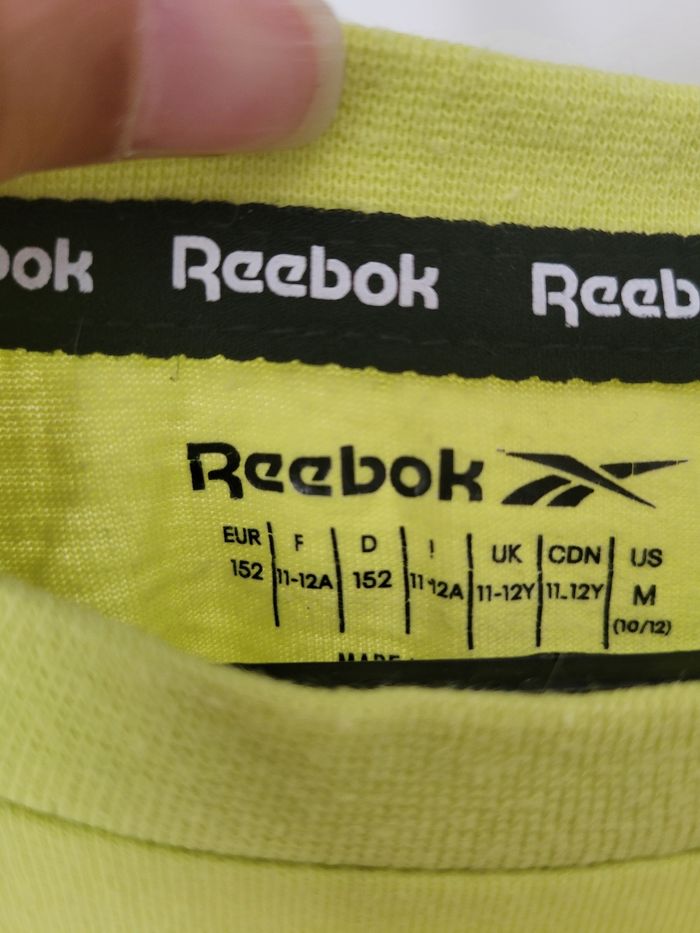 ok Reebok Reeb
Reebok
EUR F D I UK CDN US
152 11-12A 152 11-12A 11-12Y 11-12Y M
(10/12)
MADE